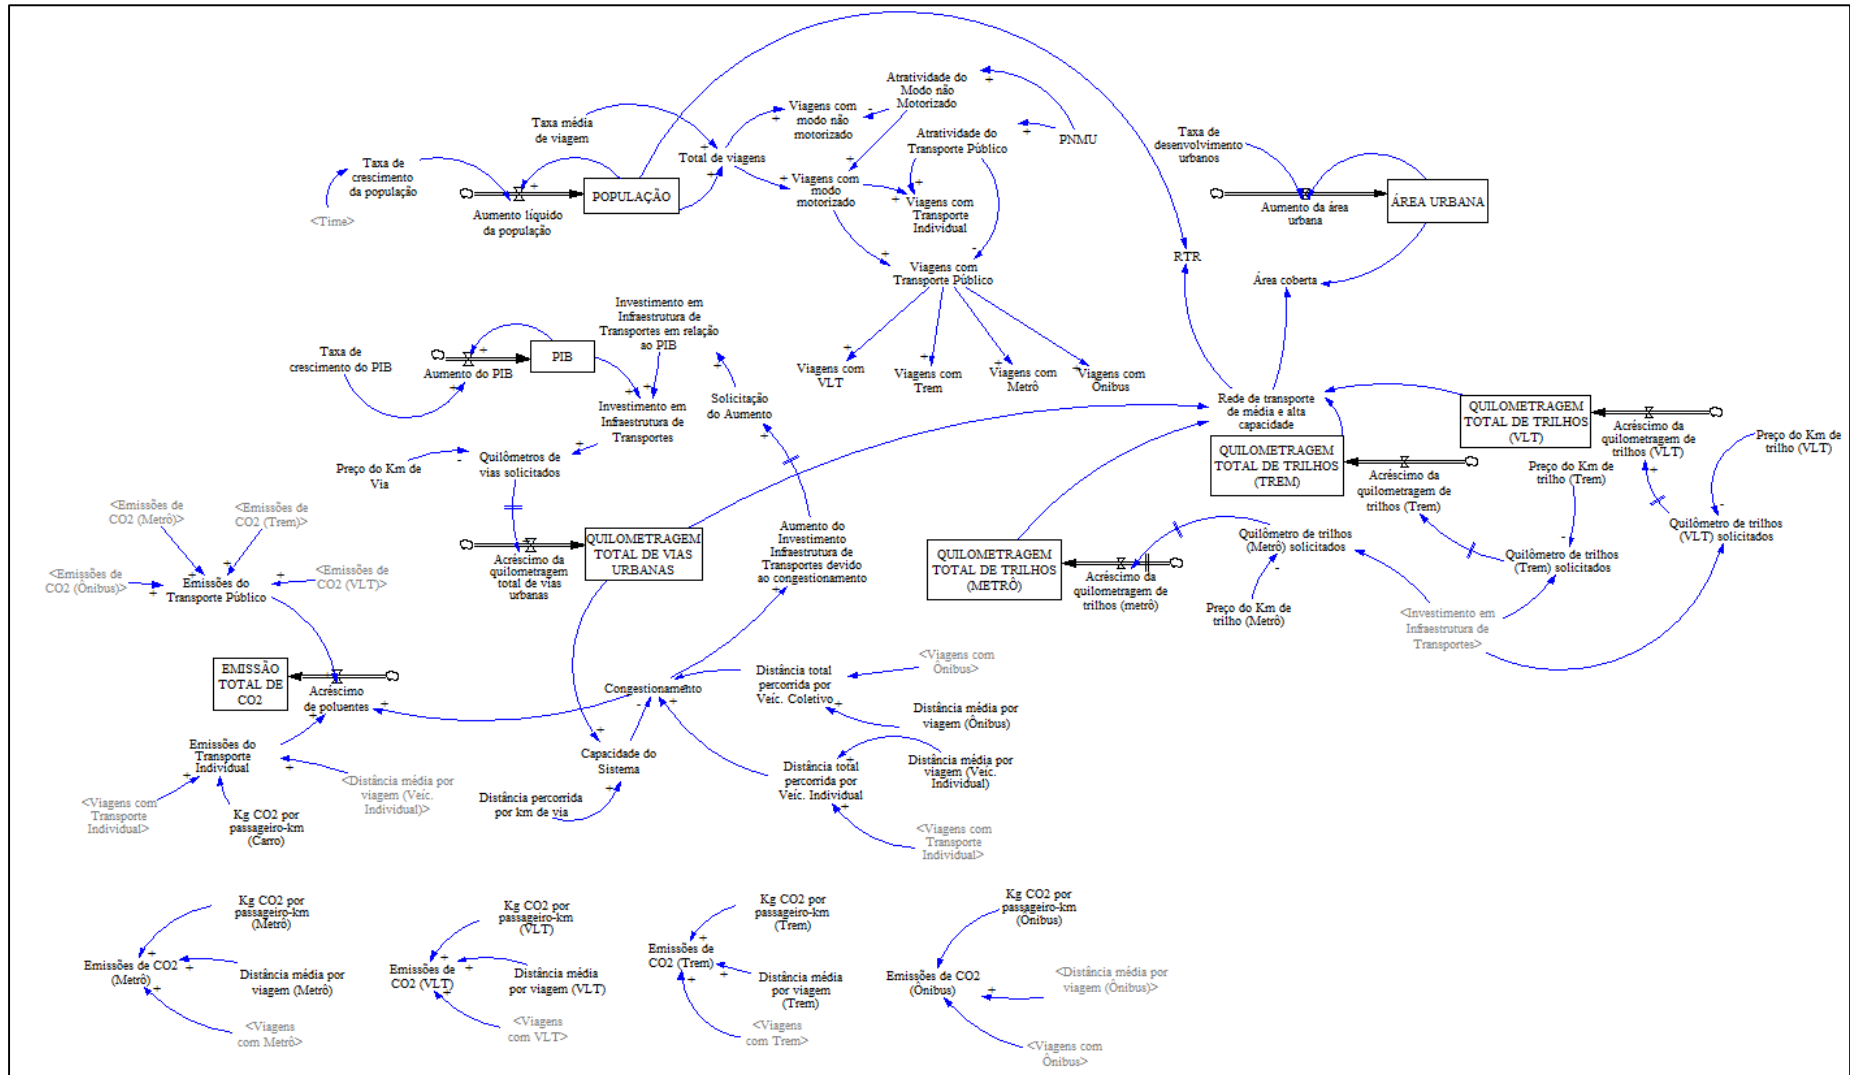 Atratividade do
Modo não
Motorizado
Taxa média
de viagem
Viagens com
modo não
motorizado
Atratividade do
Transporte Público
PNMU
Taxa de
desenvolvimento
urbanos
Taxa de
crescimento
da população
<Time>
Total de viagens
Viagens com
modo
motorizado
POPULAÇÃO
Aumento líquido
da população
Viagens com
Transporte
Individual
ÁREA URBANA
Aumento da área
urbana
RTR
Viagens com
Transporte Público
Área coberta
Investimento em
Infraestrutura de
Transportes em relação
ao PIB
Taxa de
crescimento do PIB
PIB
Aumento do PIB
Viagens com
VLT
Viagens com
Trem
Viagens com
Metrô
Viagens com
Ônibus
Solicitação
do Aumento
Investimento em
Infraestrutura de
Transportes
Rede de transporte
de média e alta
capacidade
QUILOMETRAGEM
TOTAL DE TRILHOS
(VLT)
Acréscimo da
quilometragem de
trilhos (VLT)
Preço do Km de
trilho (VLT)
Preço do Km de
Via
Quilômetros de
vias solicitados
QUILOMETRAGEM
TOTAL DE TRILHOS
(TREM)
Acréscimo da
quilometragem de
trilhos (Trem)
Preço do Km de
trilho (Trem)
<Emissões de
CO2 (Metrô)>
<Emissões de
CO2 (Trem)>
QUILOMETRAGEM
TOTAL DE VIAS
URBANAS
Acréscimo da
quilometragem
total de vias
urbanas
Aumento do
Investimento
Infraestrutura de
Transportes devido
ao congestionamento
QUILOMETRAGEM
TOTAL DE TRILHOS
(METRÔ)
Acréscimo da
quilometragem de
trilhos (metrô)
Quilômetro de trilhos
(Metrô) solicitados
Quilômetro de trilhos
(Trem) solicitados
Quilômetro de trilhos
(VLT) solicitados
<Emissões de
CO2 (Ônibus)>
Emissões do
Transporte Público
<Emissões de
CO2 (VLT)>
Preço do Km de
trilho (Metrô)
<Investimento em
Infraestrutura de
Transportes>
EMISSÃO
TOTAL DE
CO2
Acréscimo
de poluentes
Congestionamento
Distância total
percorrida por
Veíc. Coletivo
<Viagens com
Ônibus>
Distância média por
viagem (Ônibus)
Emissões do
Transporte
Individual
Capacidade do
Sistema
Distância total
percorrida por
Veíc. Individual
Distância média por
viagem (Veíc.
Individual)
<Viagens com
Transporte
Individual>
Kg CO2 por
passageiro-km
(Carro)
<Distância média por
viagem (Veíc.
Individual)>
Distância percorrida
por km de via
<Viagens com
Transporte
Individual>
Kg CO2 por
passageiro-km
(Metrô)
Emissões de CO2
(Metrô)
Distância média por
viagem (Metrô)
<Viagens
com Metrô>
Kg CO2 por
passageiro-km
(VLT)
Emissões de
CO2 (VLT)
Distância média
por viagem (VLT)
<Viagens
com VLT>
Kg CO2 por
passageiro-km
(Trem)
Emissões de
CO2 (Trem)
Distância média
por viagem
(Trem)
<Viagens
com Trem>
Kg CO2 por
passageiro-km
(Ônibus)
Emissões de CO2
(Ônibus)
<Distância média por
viagem (Ônibus)>
<Viagens com
Ônibus>